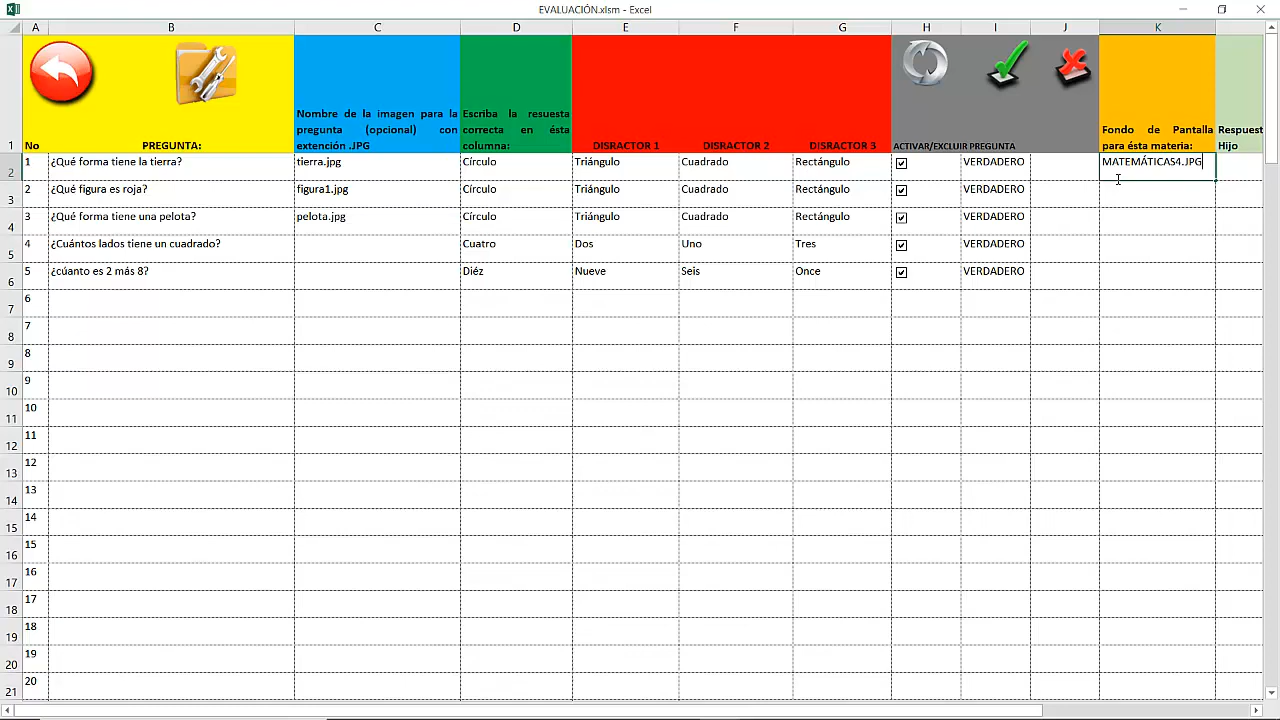 EVALUACIÓN.xlsm - Excel
A B C D E F G H I J K
1 No PREGUNTA: Nombre de la imagen para la pregunta (opcional) con extención .JPG Escriba la resuesta correcta en ésta columna: DISRACTOR 1 DISRACTOR 2 DISRACTOR 3 ACTIVAR/EXCLUIR PREGUNTA Fondo de Pantalla para ésta materia: Respuest Hijo
2 1 ¿Qué forma tiene la tierra? tierra.jpg Círculo Triángulo Cuadrado Rectángulo VERDADERO MATEMÁTICAS4.JPG
3 2 ¿Qué figura es roja? figura1.jpg Círculo Triángulo Cuadrado Rectángulo VERDADERO
4 3 ¿Qué forma tiene una pelota? pelota.jpg Círculo Triángulo Cuadrado Rectángulo VERDADERO
5 4 ¿Cuántos lados tiene un cuadrado? Cuatro Dos Uno Tres VERDADERO
6 5 ¿cúanto es 2 más 8? Diéz Nueve Seis Once VERDADERO
7 6
8 7
9 8
10 9
11 10
12 11
13 12
14 13
15 14
16 15
17 16
18 17
19 18
20 19
21 20